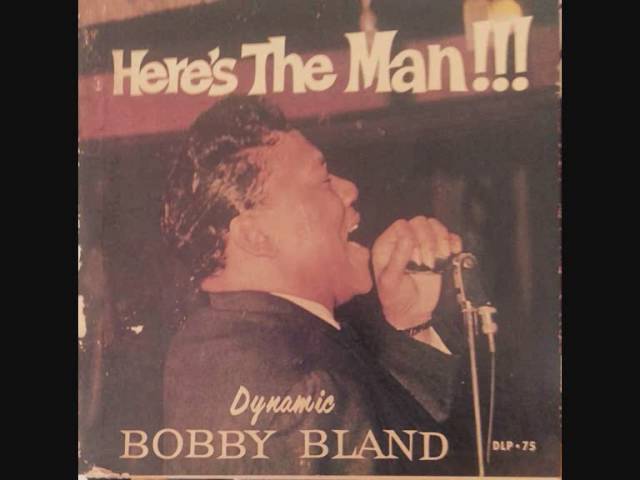 Here's The Man!!!
Dynamic
BOBBY BLAND
DLP•75